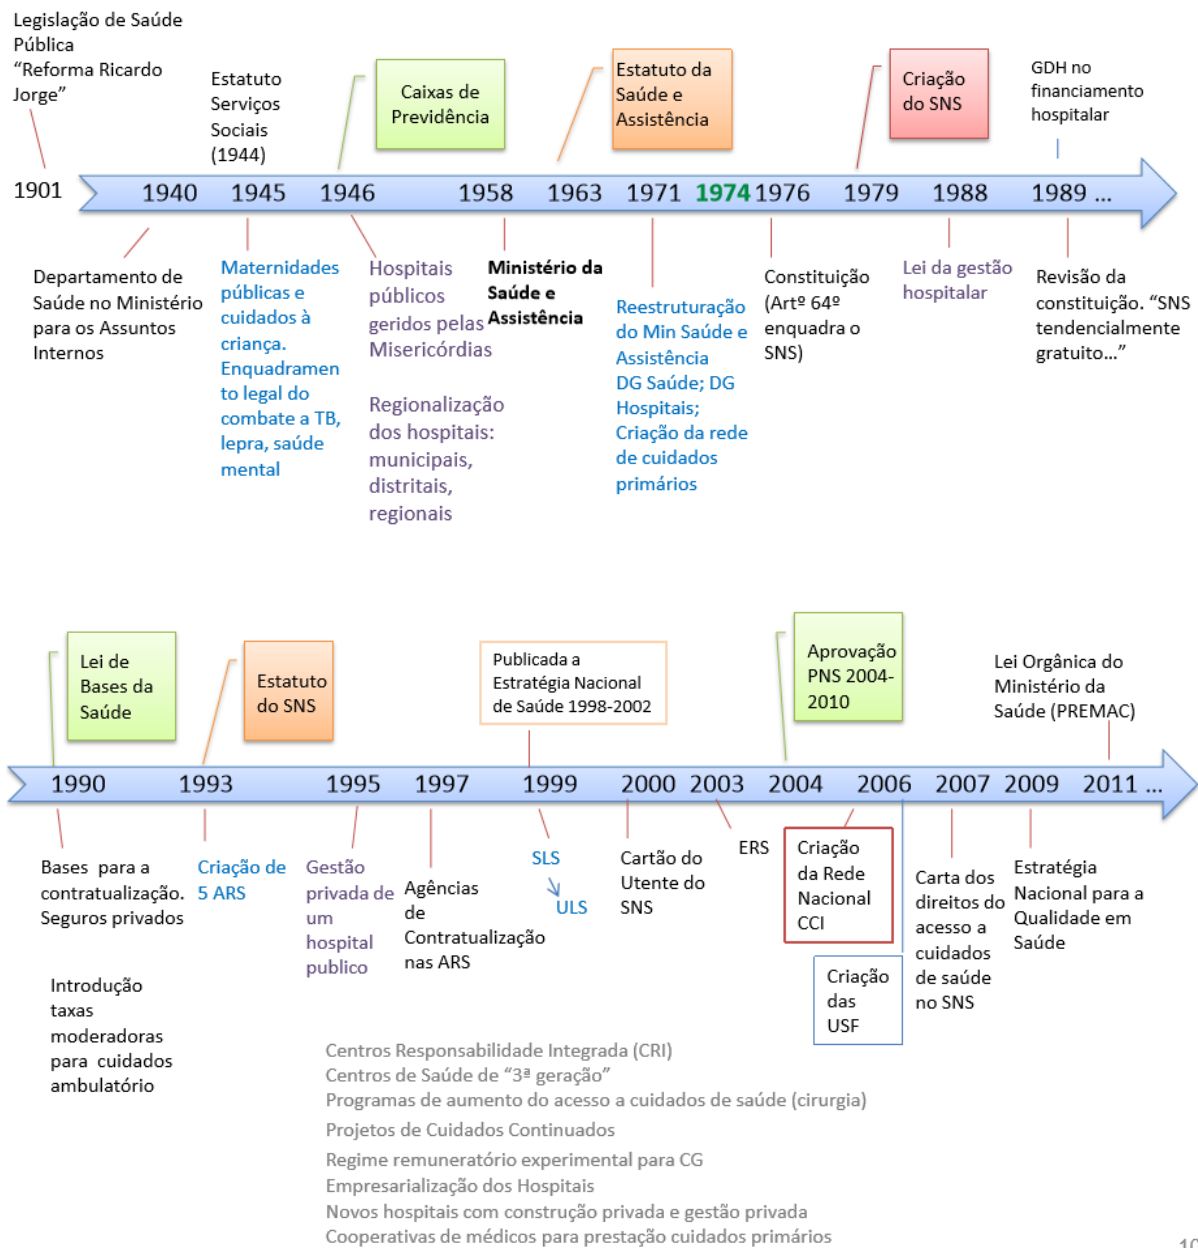 Legislação de Saúde
Pública
“Reforma Ricardo
Jorge”
Estatuto
Serviços
Sociais
(1944)
Caixas de
Previdência
Estatuto da
Saúde e
Assistência
Criação
do SNS
GDH no
financiamento
hospitalar
1901 1940 1945 1946 1958 1963 1971 1974 1976 1979 1988 1989 ...
Departamento de
Saúde no Ministério
para os Assuntos
Internos
Maternidades
públicas e
cuidados à
criança.
Enquadramen
to legal do
combate a TB,
lepra, saúde
mental
Hospitais
públicos
geridos pelas
Misericórdias
Regionalização
dos hospitais:
municipais,
distritais,
regionais
Ministério da
Saúde e
Assistência
Reestruturação
do Min Saúde e
Assistência
DG Saúde; DG
Hospitais;
Criação da rede
de cuidados
primários
Constituição
(Artº 64º
enquadra o
SNS)
Lei da gestão
hospitalar
Revisão da
constituição. “SNS
tendencialmente
gratuito…”
Lei de
Bases da
Saúde
Estatuto
do SNS
Publicada a
Estratégia Nacional
de Saúde 1998-2002
Aprovação
PNS 2004-
2010
Lei Orgânica do
Ministério da
Saúde (PREMAC)
1990 1993 1995 1997 1999 2000 2003 2004 2006 2007 2009 2011 ...
Bases para a
contratualização.
Seguros privados
Introdução
taxas
moderadoras
para cuidados
ambulatório
Criação de
5 ARS
Gestão
privada de
um
hospital
publico
Agências
de
Contratualização
nas ARS
SLS
ULS
Cartão do
Utente do
SNS
ERS
Criação
da Rede
Nacional
CCI
Criação
das
USF
Carta dos
direitos do
acesso a
cuidados
de saúde
no SNS
Estratégia
Nacional para a
Qualidade em
Saúde
Centros Responsabilidade Integrada (CRI)
Centros de Saúde de “3ª geração”
Programas de aumento do acesso a cuidados de saúde (cirurgia)
Projetos de Cuidados Continuados
Regime remuneratório experimental para CG
Empresarialização dos Hospitais
Novos hospitais com construção privada e gestão privada
Cooperativas de médicos para prestação cuidados primários
10